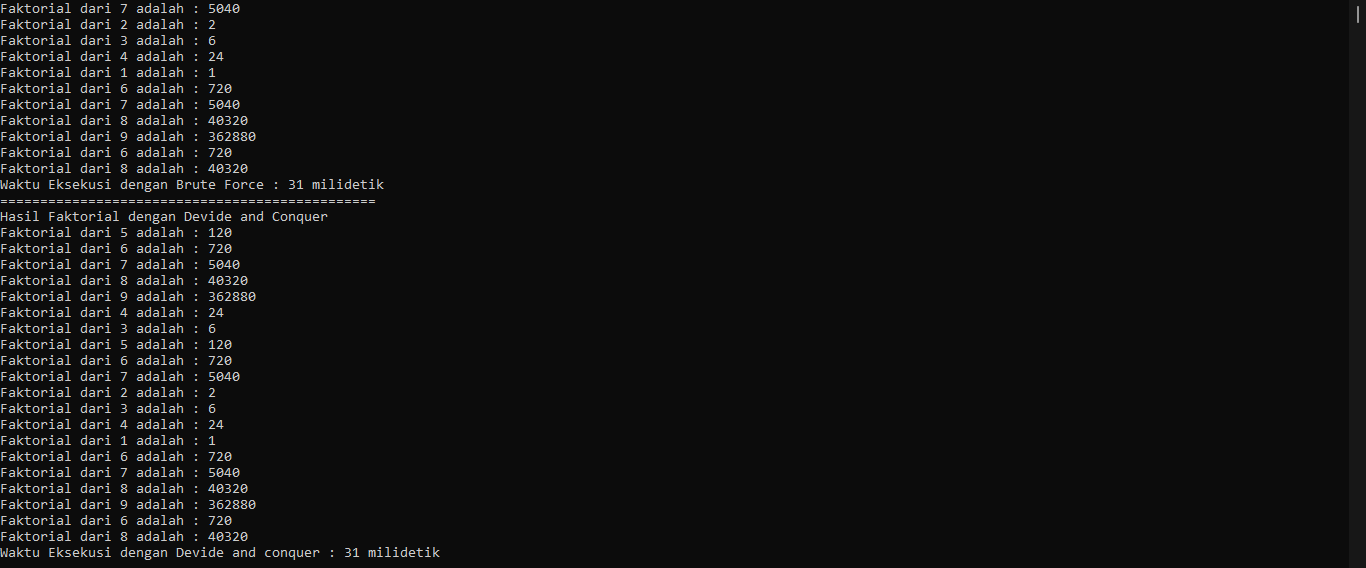 Faktorial dari 7 adalah : 5040
Faktorial dari 2 adalah : 2
Faktorial dari 3 adalah : 6
Faktorial dari 4 adalah : 24
Faktorial dari 1 adalah : 1
Faktorial dari 6 adalah : 720
Faktorial dari 7 adalah : 5040
Faktorial dari 8 adalah : 40320
Faktorial dari 9 adalah : 362880
Faktorial dari 6 adalah : 720
Faktorial dari 8 adalah : 40320
Waktu Eksekusi dengan Brute Force : 31 milidetik
===============================================
Hasil Faktorial dengan Devide and Conquer
Faktorial dari 5 adalah : 120
Faktorial dari 6 adalah : 720
Faktorial dari 7 adalah : 5040
Faktorial dari 8 adalah : 40320
Faktorial dari 9 adalah : 362880
Faktorial dari 4 adalah : 24
Faktorial dari 3 adalah : 6
Faktorial dari 5 adalah : 120
Faktorial dari 6 adalah : 720
Faktorial dari 7 adalah : 5040
Faktorial dari 2 adalah : 2
Faktorial dari 3 adalah : 6
Faktorial dari 4 adalah : 24
Faktorial dari 1 adalah : 1
Faktorial dari 6 adalah : 720
Faktorial dari 7 adalah : 5040
Faktorial dari 8 adalah : 40320
Faktorial dari 9 adalah : 362880
Faktorial dari 6 adalah : 720
Faktorial dari 8 adalah : 40320
Waktu Eksekusi dengan Devide and conquer : 31 milidetik